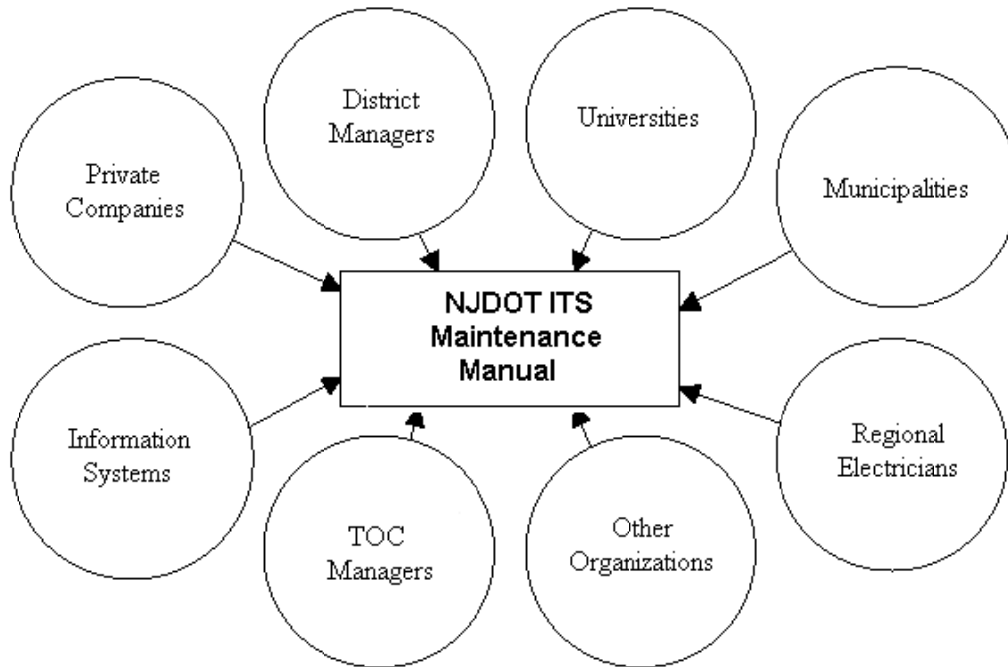 District
Managers
Universities
Private
Companies
Municipalities
NJDOT ITS
Maintenance
Manual
Information
Systems
Regional
Electricians
TOC
Managers
Other
Organizations